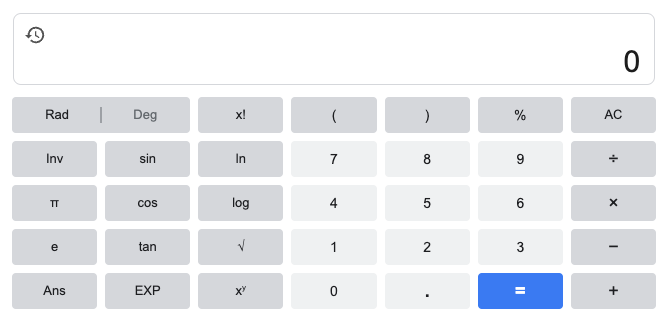 0
Rad | Deg x! ( ) % AC
Inv sin ln 7 8 9 ÷
π cos log 4 5 6 ×
e tan √ 1 2 3 −
Ans EXP xʸ 0 . = +